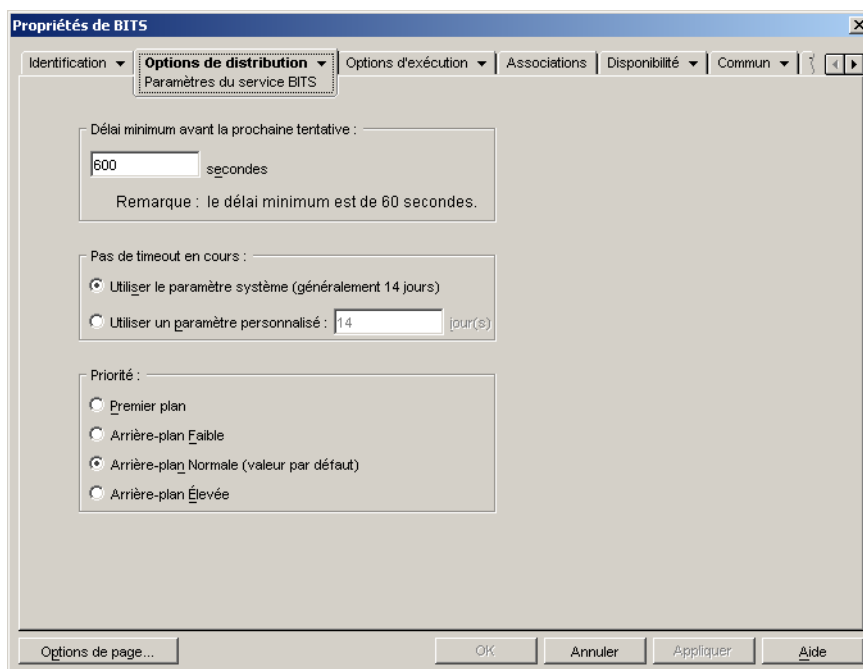 Propriétés de BITS
Identification
Options de distribution
Options d'exécution
Associations
Disponibilité
Commun
Paramètres du service BITS
Délai minimum avant la prochaine tentative :
600 secondes
Remarque : le délai minimum est de 60 secondes.
Pas de timeout en cours :
Utiliser le paramètre système (généralement 14 jours)
Utiliser un paramètre personnalisé : 14 jour(s)
Priorité :
Premier plan
Arrière-plan Faible
Arrière-plan Normale (valeur par défaut)
Arrière-plan Élevée
Options de page...
OK
Annuler
Appliquer
Aide